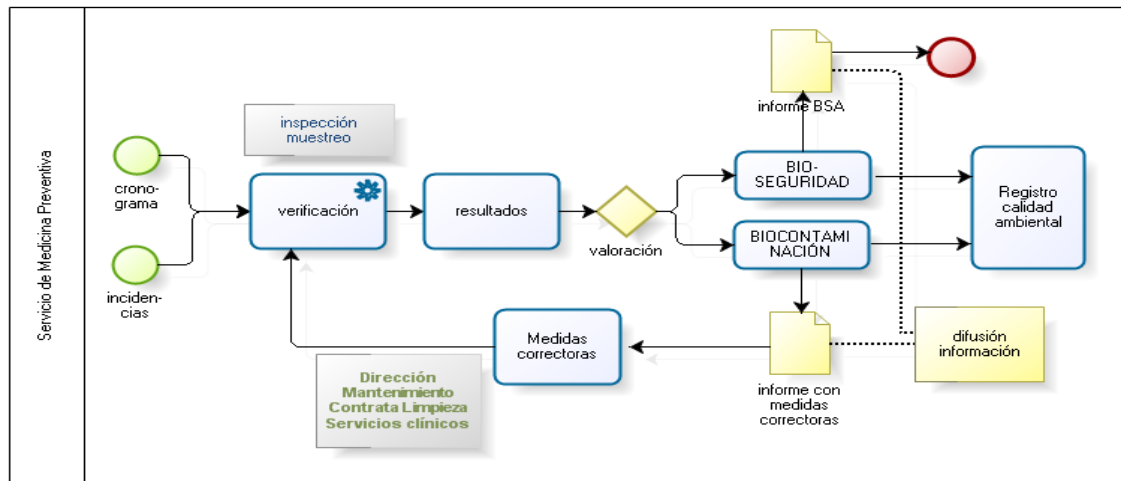 Servicio de Medicina Preventiva
inspección
muestreo
crono-
grama
inciden-
cias
verificación
resultados
valoración
informe BSA
BIO-
SEGURIDAD
BIOCONTAMI
NACIÓN
Registro
calidad
ambiental
Medidas
correctoras
Dirección
Mantenimiento
Contrata Limpieza
Servicios clínicos
informe con
medidas
correctoras
difusión
información